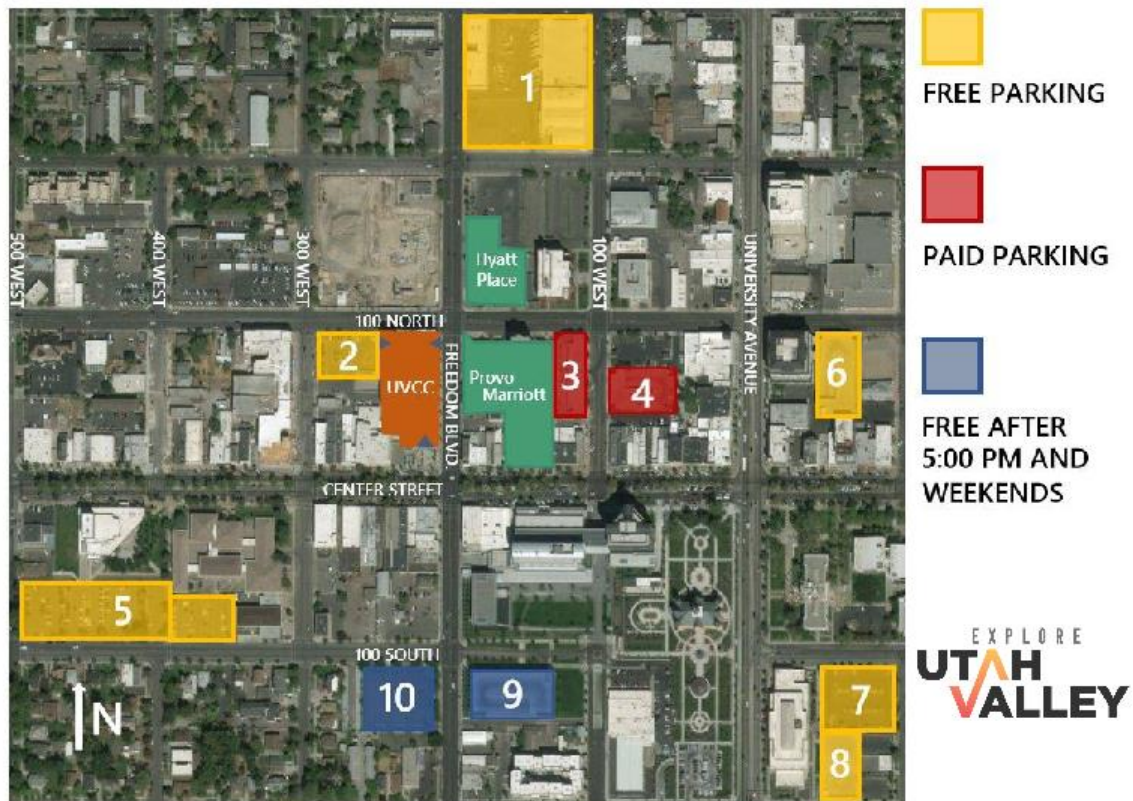 1
FREE PARKING
500 WEST
400 WEST
300 WEST
Hyatt
Place
100 WEST
UNIVERSITY AVENUE
PAID PARKING
100 NORTH
2
UVCC
FREEDOM BLVD.
Provo
Marriott
3
4
6
FREE AFTER
5:00 PM AND
WEEKENDS
CENTER STREET
5
100 SOUTH
10
9
7
8
N
EXPLORE
UTAH
VALLEY